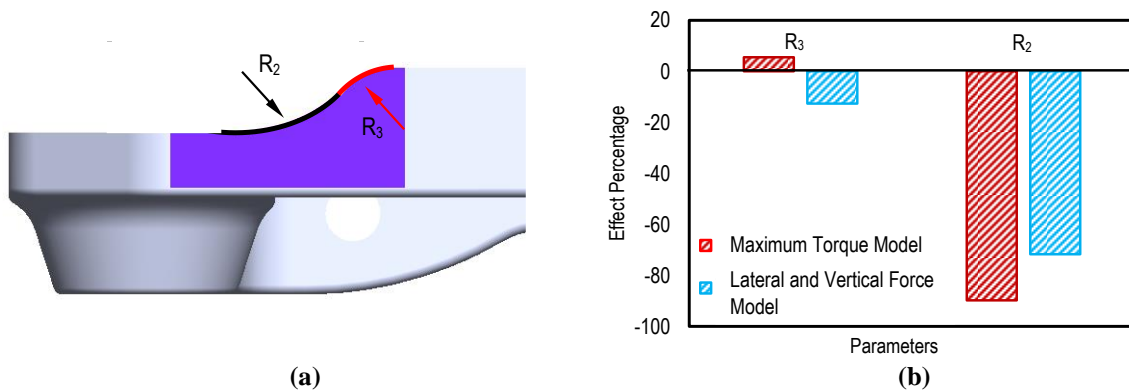 R2
R3
(a)
20
0
-20
-40
-60
-80
-100
Effect Percentage
R3
R2
Maximum Torque Model
Lateral and Vertical Force
Model
Parameters
(b)